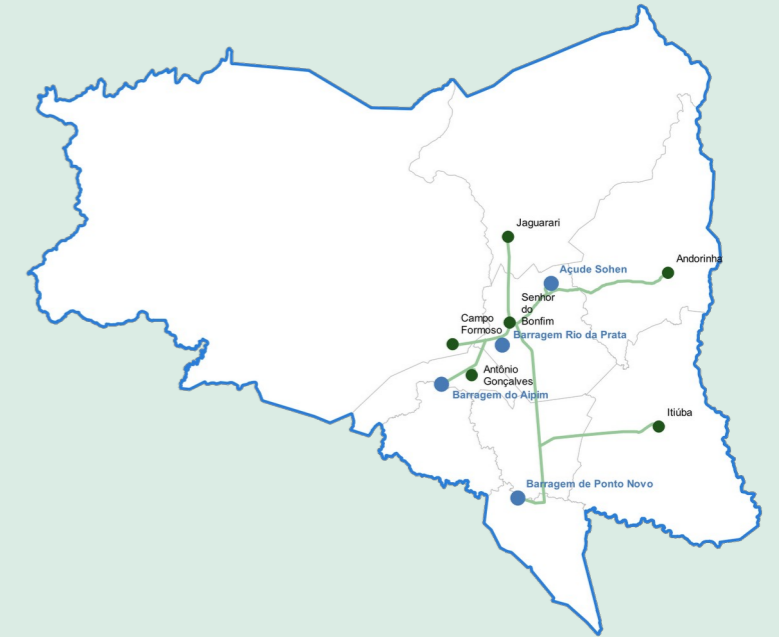 Jaguarari
Andorinha
Açude Sohen
Senhor
do
Bonfim
Campo
Formoso
Barragem Rio da Prata
Antônio
Gonçalves
Barragem do Aipim
Itiúba
Barragem de Ponto Novo